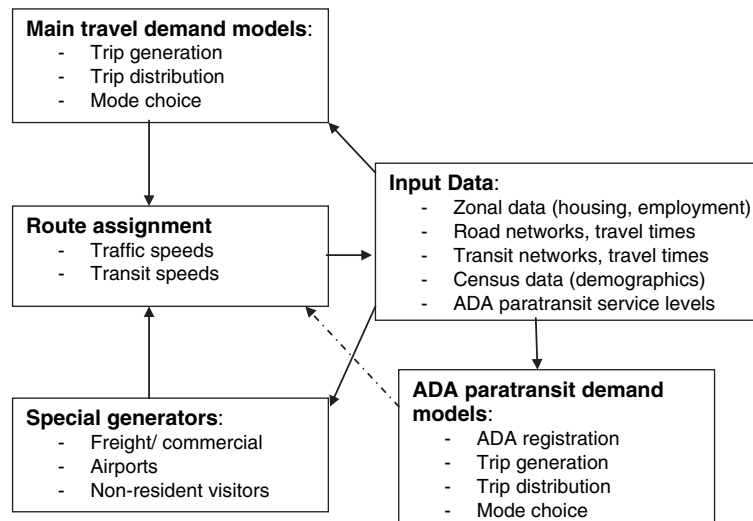 Main travel demand models:
- Trip generation
- Trip distribution
- Mode choice
Route assignment
- Traffic speeds
- Transit speeds
Input Data:
- Zonal data (housing, employment)
- Road networks, travel times
- Transit networks, travel times
- Census data (demographics)
- ADA paratransit service levels
Special generators:
- Freight/ commercial
- Airports
- Non-resident visitors
ADA paratransit demand
models:
- ADA registration
- Trip generation
- Trip distribution
- Mode choice